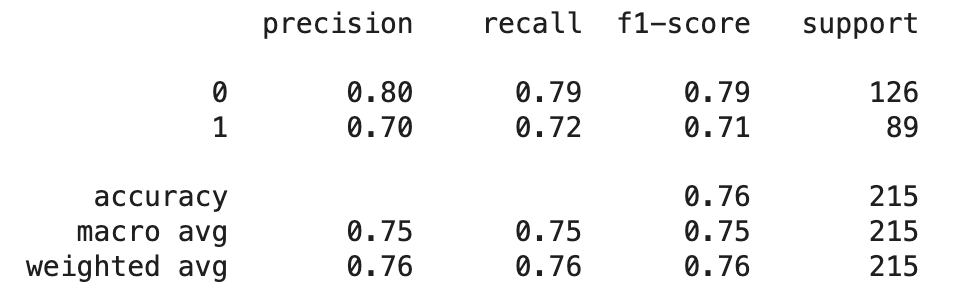 precision recall f1-score support
0 0.80 0.79 0.79 126
1 0.70 0.72 0.71 89
accuracy 0.76 215
macro avg 0.75 0.75 0.75 215
weighted avg 0.76 0.76 0.76 215